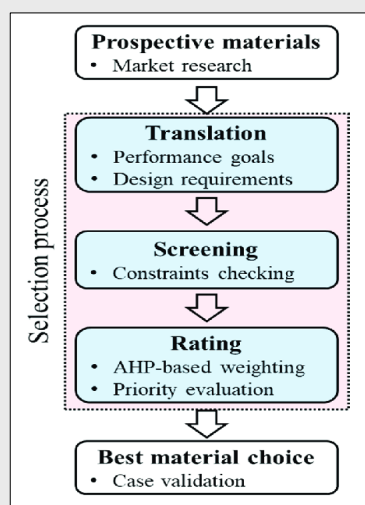 Prospective materials
• Market research
Selection process
Translation
• Performance goals
• Design requirements
Screening
• Constraints checking
Rating
• AHP-based weighting
• Priority evaluation
Best material choice
• Case validation